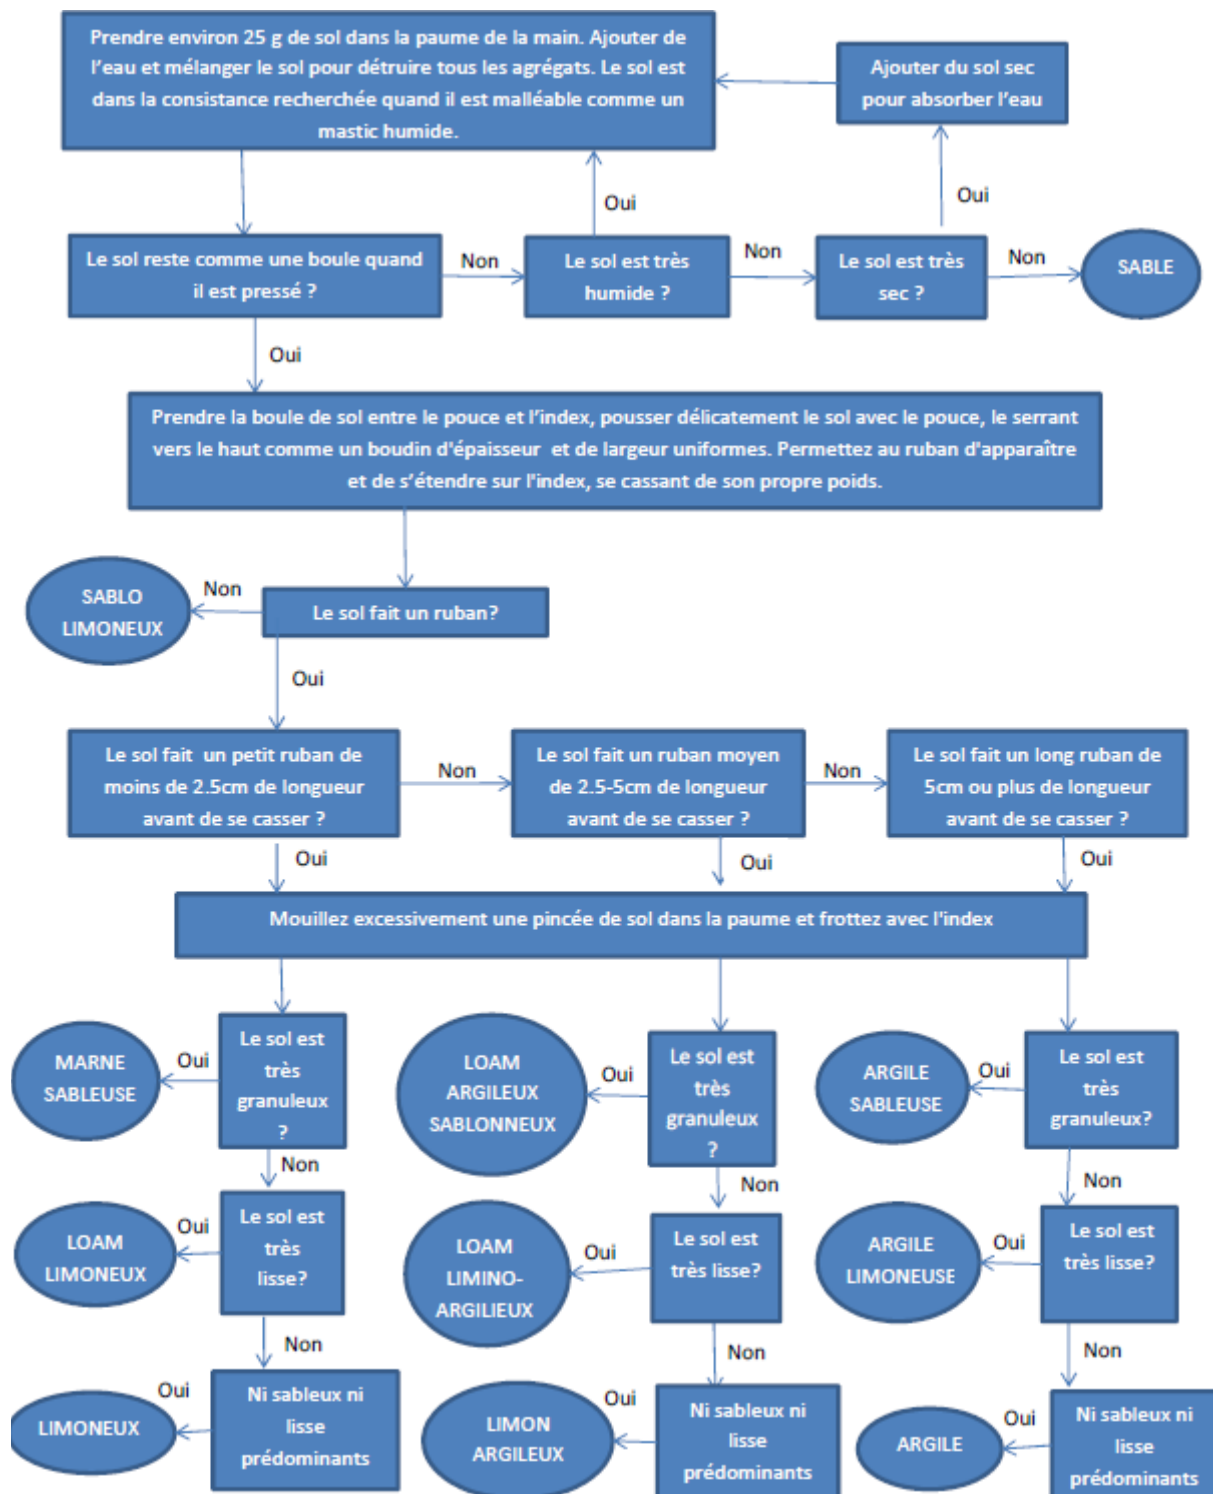 Prendre environ 25 g de sol dans la paume de la main. Ajouter de
l'eau et mélanger le sol pour détruire tous les agrégats. Le sol est
dans la consistance recherchée quand il est malléable comme un
mastic humide.
Ajouter du sol sec
pour absorber l'eau
Oui
Oui
Le sol reste comme une boule quand
il est pressé ?
Non
Le sol est très
humide ?
Non
Le sol est très
sec ?
Non
SABLE
Oui
Prendre la boule de sol entre le pouce et l'index, pousser délicatement le sol avec le pouce, le serrant
vers le haut comme un boudin d'épaisseur et de largeur uniformes. Permettez au ruban d'apparaître
et de s'étendre sur l'index, se cassant de son propre poids.
SABLO
LIMONEUX
Non
Le sol fait un ruban?
Oui
Le sol fait un petit ruban de
moins de 2.5cm de longueur
avant de se casser ?
Non
Le sol fait un ruban moyen
de 2.5-5cm de longueur
avant de se casser ?
Non
Le sol fait un long ruban de
5cm ou plus de longueur
avant de se casser ?
Oui
Oui
Oui
Mouillez excessivement une pincée de sol dans la paume et frottez avec l'index
MARNE
SABLEUSE
Oui
Le sol est
très
granuleux
?
LOAM
ARGILEUX
SABLONNEUX
Oui
Le sol est
très
granuleux
?
ARGILE
SABLEUSE
Oui
Le sol est
très
granuleux?
Non
Non
Non
LOAM
LIMONEUX
Oui
Le sol est
très
lisse?
LOAM
LIMINO-
ARGILIEUX
Oui
Le sol est
très lisse?
ARGILE
LIMONEUSE
Oui
Le sol est
très lisse?
Non
Non
Non
LIMONEUX
Oui
Ni sableux ni
lisse
prédominants
LIMON
ARGILEUX
Oui
Ni sableux ni
lisse
prédominants
ARGILE
Oui
Ni sableux ni
lisse
prédominants